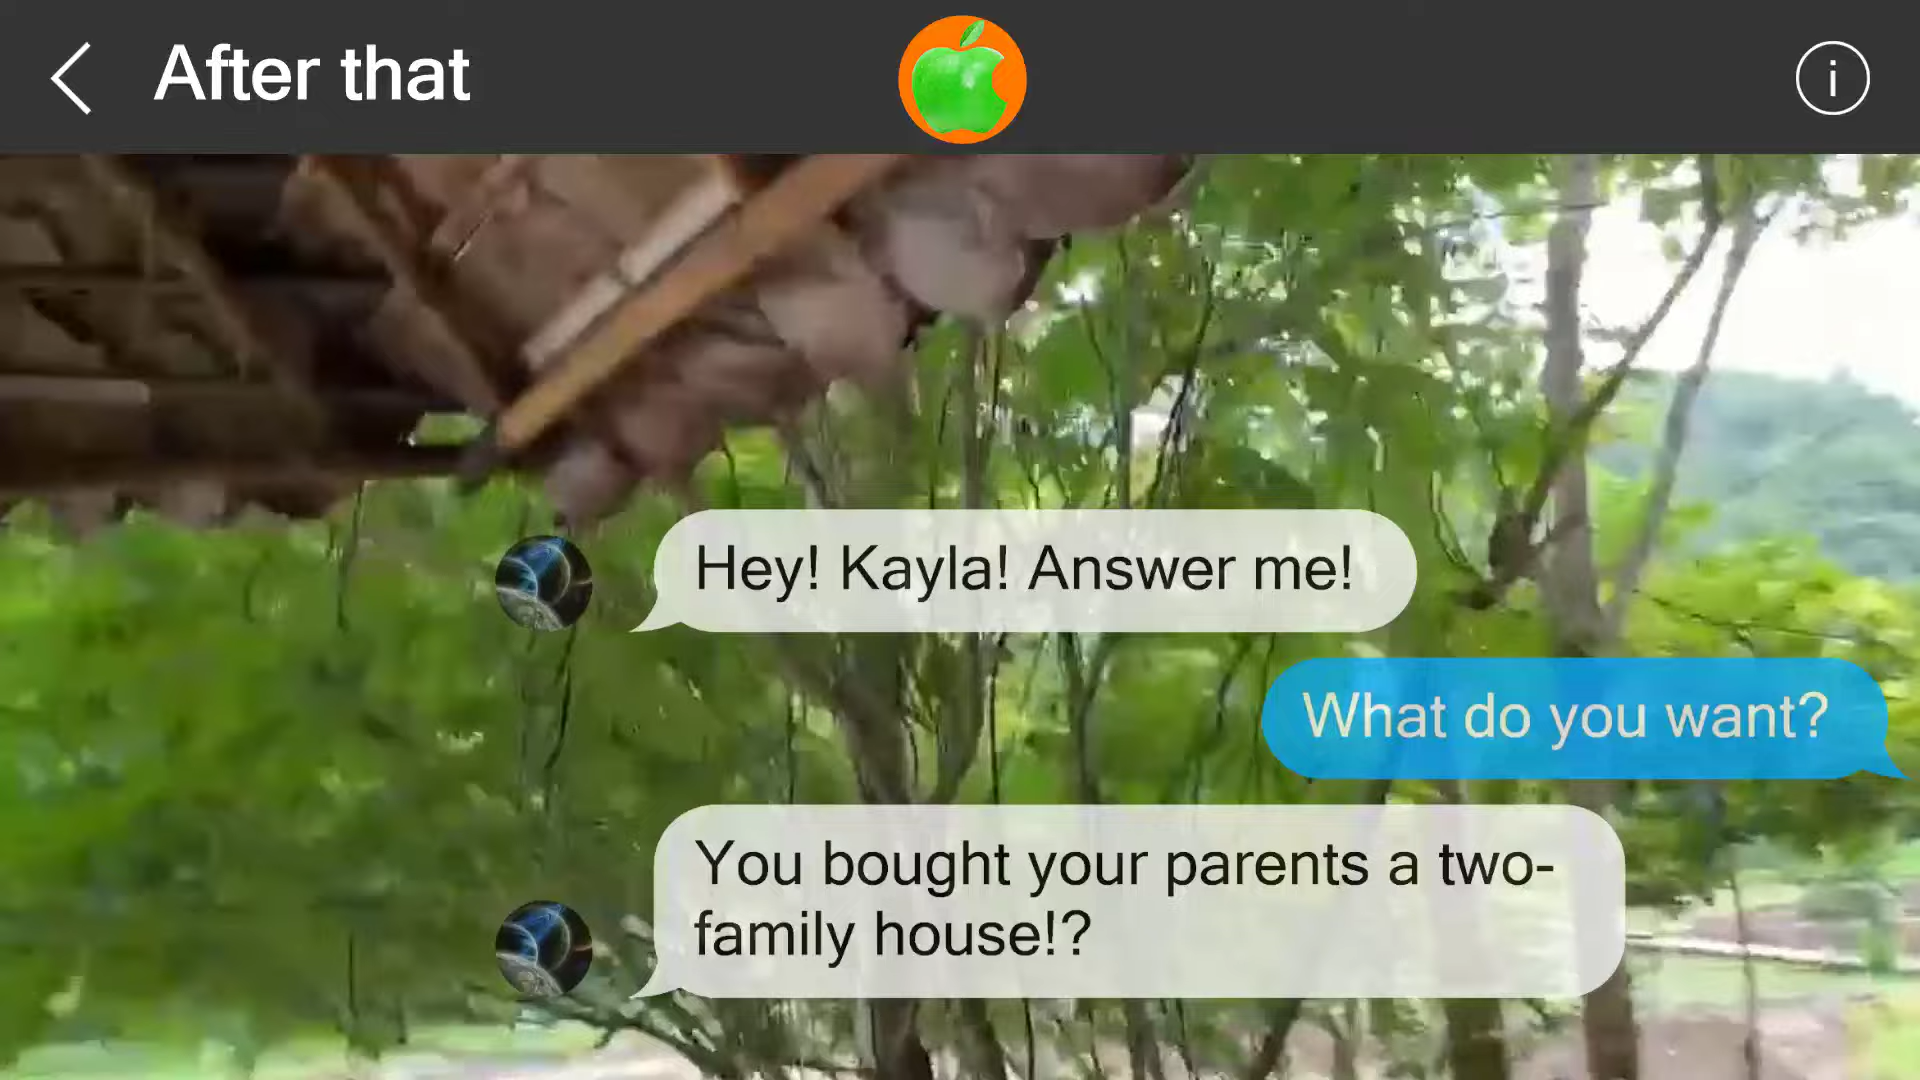 After that
i
Hey! Kayla! Answer me!
What do you want?
You bought your parents a two-
family house!?